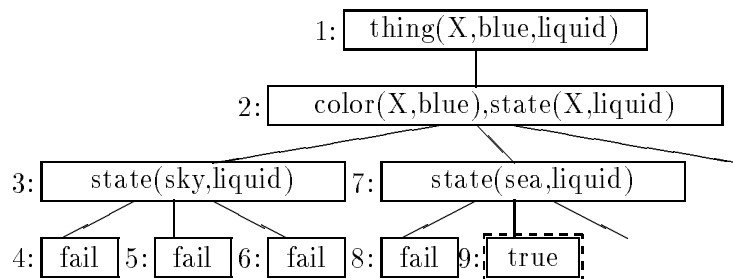 1: thing(X,blue,liquid)
2: color(X,blue),state(X,liquid)
3: state(sky,liquid) 7: state(sea,liquid)
4: fail 5: fail 6: fail 8: fail 9: true